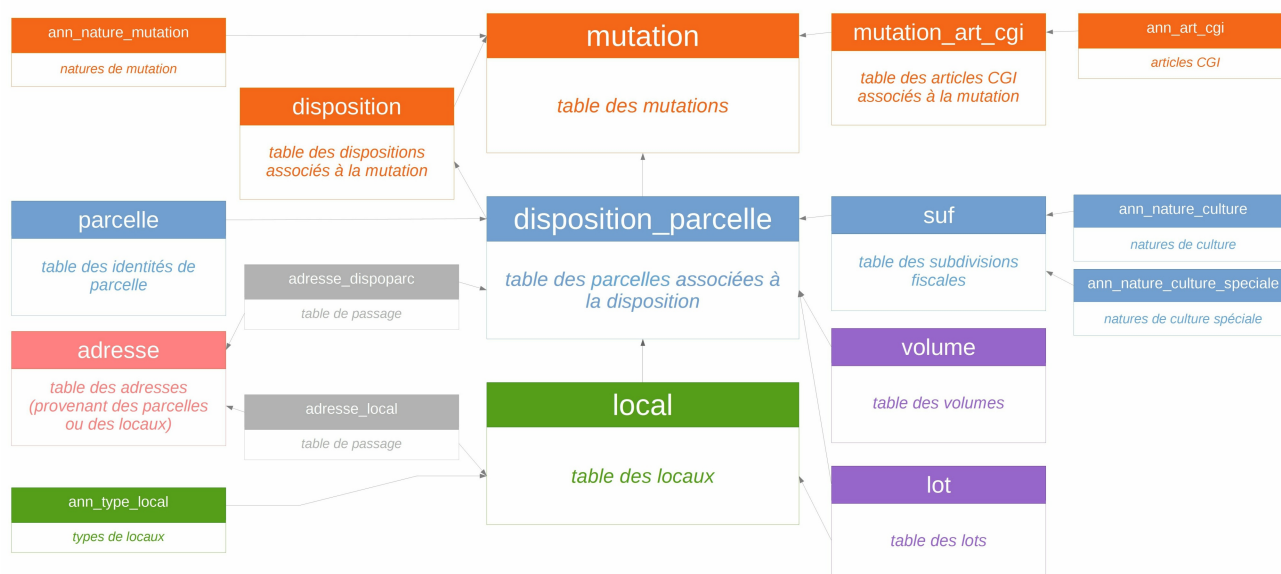 ann_nature_mutation
natures de mutation
mutation
table des mutations
mutation_art_cgi
table des articles CGI
associés à la mutation
ann_art_cgi
articles CGI
disposition
table des dispositions
associés à la mutation
parcelle
table des identités de
parcelle
disposition_parcelle
table des parcelles associées à
la disposition
suf
table des subdivisions
fiscales
ann_nature_culture
natures de culture
ann_nature_culture_speciale
natures de culture spéciale
adresse_dispoparc
table de passage
adresse
table des adresses
(provenant des parcelles
ou des locaux)
volume
table des volumes
adresse_local
table de passage
local
table des locaux
lot
table des lots
ann_type_local
types de locaux